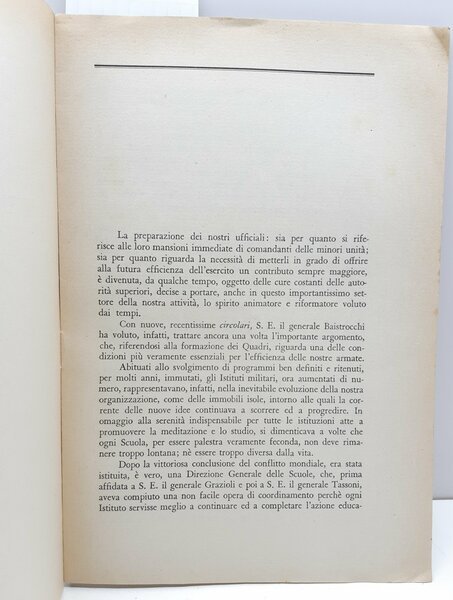 La preparazione dei nostri ufficiali: sia per quanto si rife-
risce alle loro mansioni immediate di comandanti delle minori unità;
sia per quanto riguarda la necessità di metterli in grado di offrire
alla futura efficienza dell'esercito un contributo sempre maggiore,
è divenuta, da qualche tempo, oggetto delle cure costanti delle auto-
rità superiori, decise a portare, anche in questo importantissimo set-
tore della nostra attività, lo spirito animatore e riformatore voluto
dai tempi.
Con nuove, recentissime circolari, S. E. il generale Baistrocchi
ha voluto, infatti, trattare ancora una volta l'importante argomento,
che, riferendosi alla formazione dei Quadri, riguarda una delle con-
dizioni più veramente essenziali per l'efficienza delle nostre armate.
Abituati allo svolgimento di programmi ben definiti e ritenuti,
per molti anni, immutati, gli Istituti militari, ora aumentati di nu-
mero, rappresentavano, infatti, nella inevitabile evoluzione della nostra
organizzazione, come delle immobili isole, intorno alle quali la cor-
rente delle nuove idee continuava a scorrere ed a progredire. In
omaggio alla serenità indispensabile per tutte le istituzioni atte a
promuovere la meditazione e lo studio, si dimenticava a volte che
ogni Scuola, per essere palestra veramente feconda, non deve rima-
nere troppo lontana; nè essere troppo diversa dalla vita.
Dopo la vittoriosa conclusione del conflitto mondiale, era stata
istituita, è vero, una Direzione Generale delle Scuole, che, prima
affidata a S. E. il generale Grazioli e poi a S. E. il generale Tassoni,
aveva compiuto una non facile opera di coordinamento perchè ogni
Istituto servisse meglio a continuare ed a completare l'azione educa-